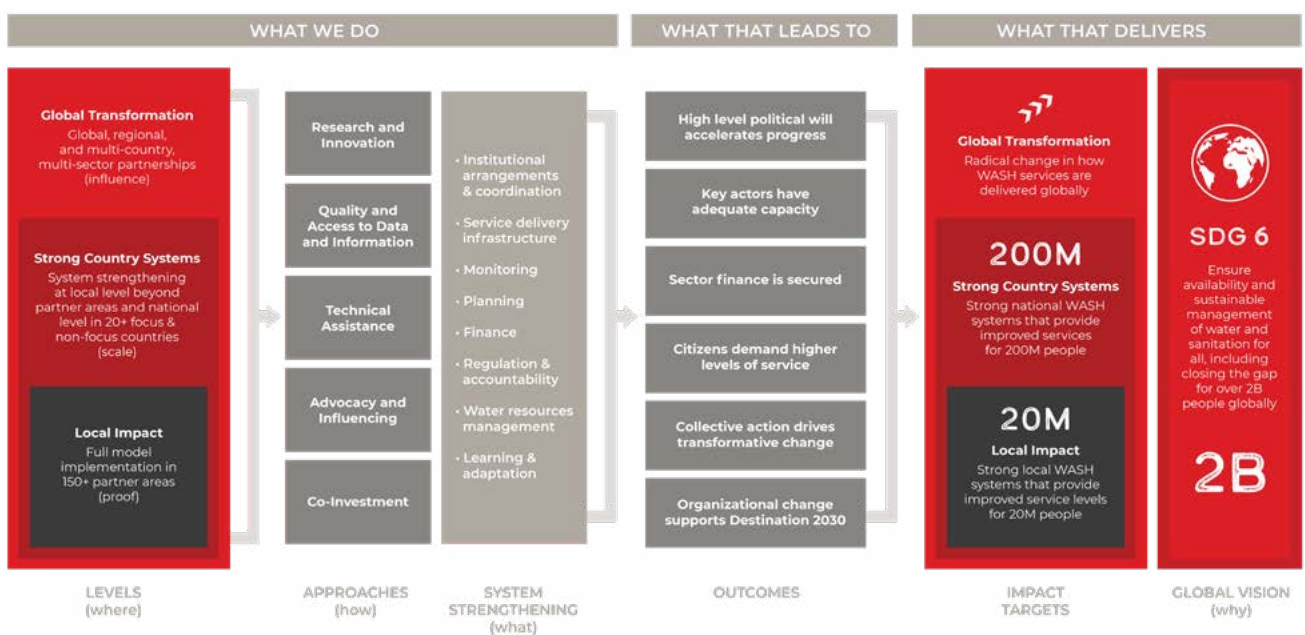 WHAT WE DO
WHAT THAT LEADS TO
WHAT THAT DELIVERS
Global Transformation
Global, regional,
and multi-country,
multi-sector partnerships
(influence)
Strong Country Systems
System strengthening
at local level beyond
partner areas and national
level in 20+ focus &
non-focus countries
(scale)
Local Impact
Full model
implementation in
150+ partner areas
(proof)
Research and
Innovation
Quality and
Access to Data
and Information
Technical
Assistance
Advocacy and
Influencing
Co-Investment
• Institutional
arrangements
& coordination
• Service delivery
infrastructure
• Monitoring
• Planning
• Finance
• Regulation &
accountability
• Water resources
management
• Learning &
adaptation
High level political will
accelerates progress
Key actors have
adequate capacity
Sector finance is secured
Citizens demand higher
levels of service
Collective action drives
transformative change
Organizational change
supports Destination 2030
Global Transformation
Radical change in how
WASH services are
delivered globally
200M
Strong Country Systems
Strong national WASH
systems that provide
improved services
for 200M people
20M
Local Impact
Strong local WASH
systems that provide
improved service levels
for 20M people
SDG 6
Ensure
availability and
sustainable
management
of water and
sanitation for
all, including
closing the gap
for over 2B
people globally
2B
LEVELS
(where)
APPROACHES
(how)
SYSTEM
STRENGTHENING
(what)
OUTCOMES
IMPACT
TARGETS
GLOBAL VISION
(why)